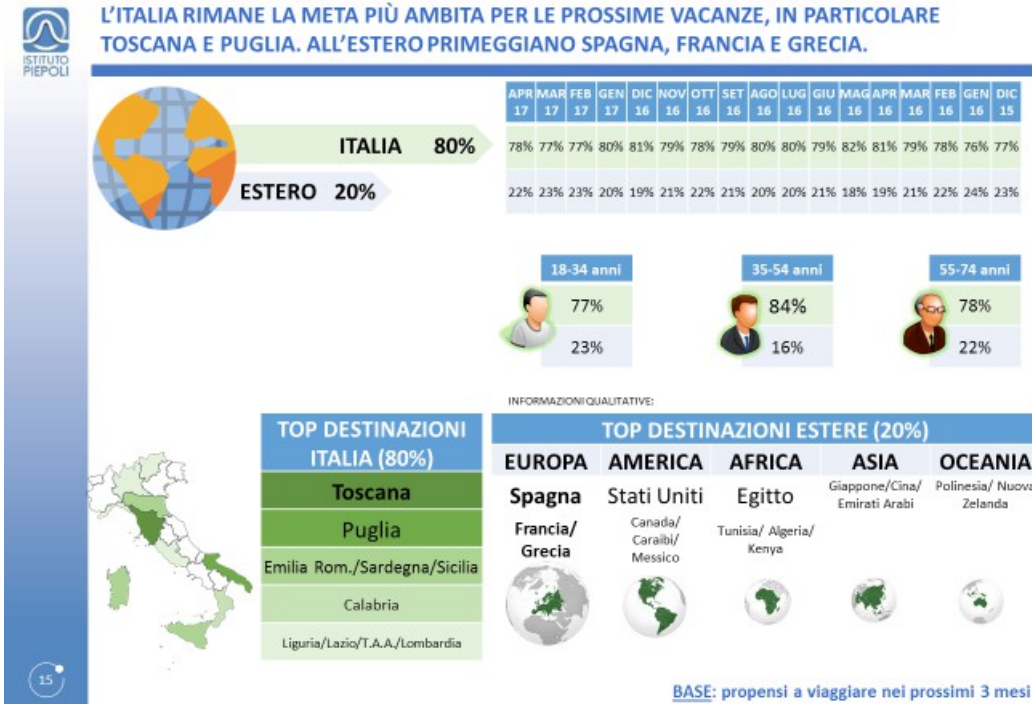 L'ITALIA RIMANE LA META PIÙ AMBITA PER LE PROSSIME VACANZE, IN PARTICOLARE
TOSCANA E PUGLIA. ALL'ESTERO PRIMEGGIANO SPAGNA, FRANCIA E GRECIA.
ISTITUTO
PIEPOLI
APR MAR FEB GEN DIC NOV OTT SET AGO LUG GIU MAG APR MAR FEB GEN DIC
17 17 17 17 16 16 16 16 16 16 16 16 16 16 16 16 15
ITALIA 80%
78% 77% 77% 80% 81% 79% 78% 79% 80% 80% 79% 82% 81% 79% 78% 76% 77%
ESTERO 20%
22% 23% 23% 20% 19% 21% 22% 21% 20% 20% 21% 18% 19% 21% 22% 24% 23%
18-34 anni 35-54 anni 55-74 anni
77% 84% 78%
23% 16% 22%
INFORMAZIONI QUALITATIVE:
TOP DESTINAZIONI
ITALIA (80%)
Toscana
Puglia
Emilia Rom./Sardegna/Sicilia
Calabria
Liguria/Lazio/T.A.A./Lombardia
TOP DESTINAZIONI ESTERE (20%)
EUROPA AMERICA AFRICA ASIA OCEANIA
Spagna Stati Uniti Egitto
Giappone/Cina/
Emirati Arabi
Polinesia/ Nuova
Zelanda
Francia/
Grecia
Canada/
Caraibi/
Messico
Tunisia/ Algeria/
Kenya
15
BASE: propensi a viaggiare nei prossimi 3 mesi